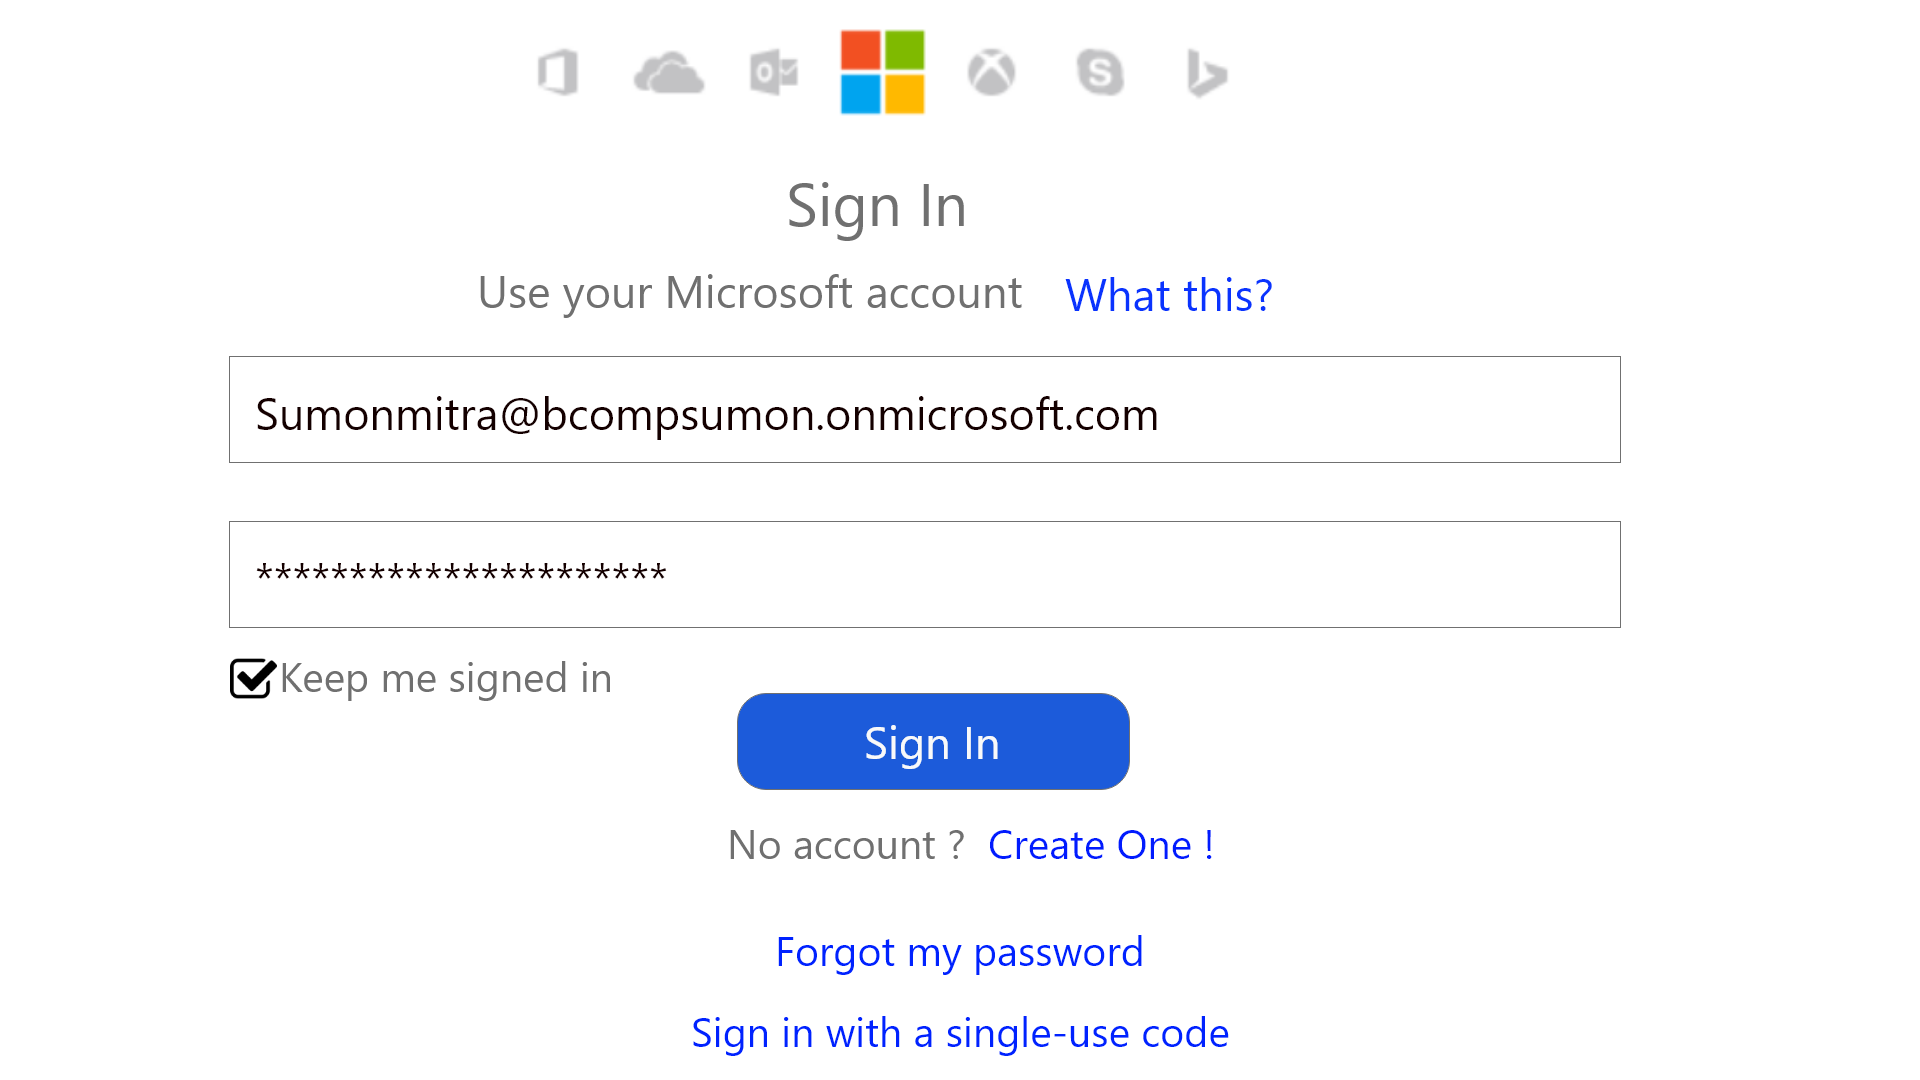 Sign In
Use your Microsoft account What this?
Sumonmitra@bcompsumon.onmicrosoft.com
**********************
Keep me signed in
Sign In
No account ? Create One !
Forgot my password
Sign in with a single-use code